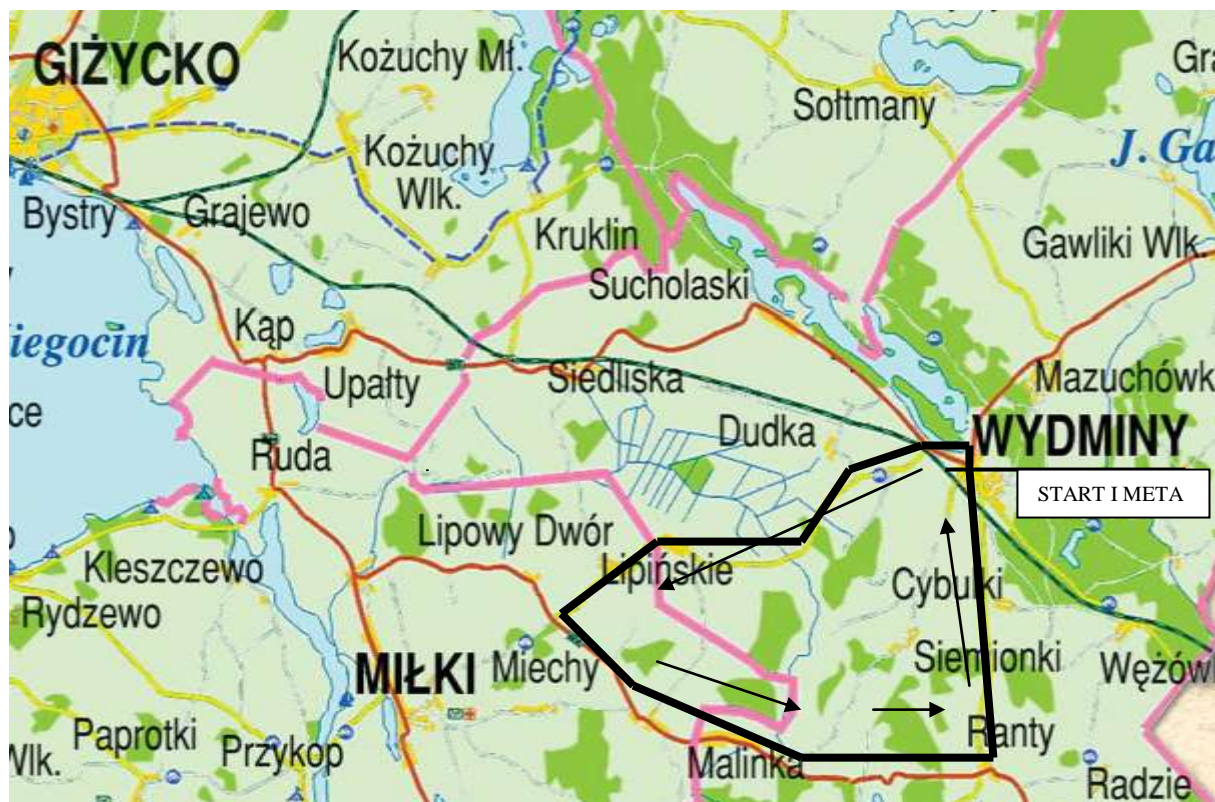 GIŻYCKO
Kożuchy Mł.
Sołtmany
J. Ga
Kożuchy
Wlk.
Bystry
Grajewo
Kruklin
Gawliki Wlk.
Sucholaski
Kąp
iegocin
Upałty
Siedliska
Mazuchówk
ce
Dudka
WYDMINY
Ruda
START I META
Lipowy Dwór
Kleszczewo
Lipińskie
Cybulki
Rydzewo
Siemionki
Miechy
MIŁKI
Wężów
Paprotki
Ranty
Przykop
Wlk.
Malinka
Radzie